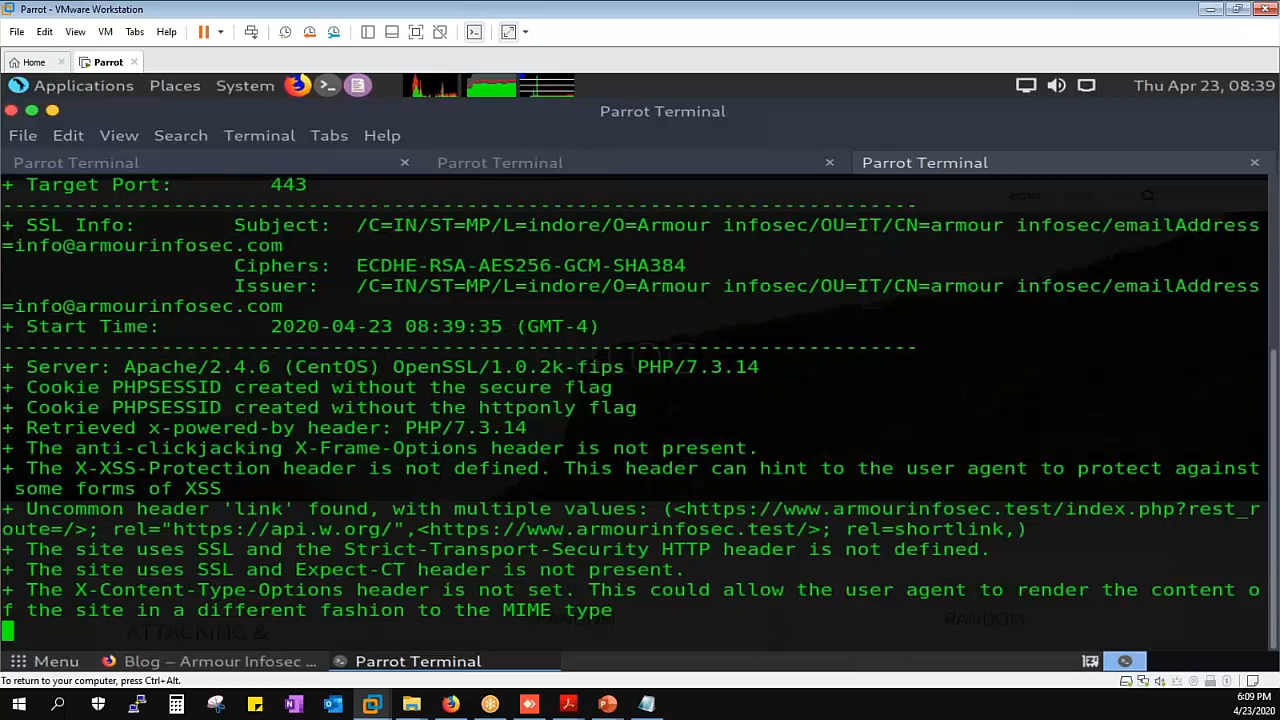 Parrot - VMware Workstation
File Edit View VM Tabs Help
Home Parrot
Applications Places System Thu Apr 23, 08:39
Parrot Terminal
File Edit View Search Terminal Tabs Help
Parrot Terminal Parrot Terminal Parrot Terminal
+ Target Port: 443
---------------------------------------------------------------------------
+ SSL Info: Subject: /C=IN/ST=MP/L=indore/O=Armour infosec/OU=IT/CN=armour infosec/emailAddress
=info@armourinfosec.com
Ciphers: ECDHE-RSA-AES256-GCM-SHA384
Issuer: /C=IN/ST=MP/L=indore/O=Armour infosec/OU=IT/CN=armour infosec/emailAddress
=info@armourinfosec.com
+ Start Time: 2020-04-23 08:39:35 (GMT-4)
---------------------------------------------------------------------------
+ Server: Apache/2.4.6 (CentOS) OpenSSL/1.0.2k-fips PHP/7.3.14
+ Cookie PHPSESSID created without the secure flag
+ Cookie PHPSESSID created without the httponly flag
+ Retrieved x-powered-by header: PHP/7.3.14
+ The anti-clickjacking X-Frame-Options header is not present.
+ The X-XSS-Protection header is not defined. This header can hint to the user agent to protect against
some forms of XSS
+ Uncommon header 'link' found, with multiple values: (<https://www.armourinfosec.test/index.php?rest_r
oute=/>; rel="https://api.w.org/",<https://www.armourinfosec.test/>; rel=shortlink,)
+ The site uses SSL and the Strict-Transport-Security HTTP header is not defined.
+ The site uses SSL and Expect-CT header is not present.
+ The X-Content-Type-Options header is not set. This could allow the user agent to render the content o
f the site in a different fashion to the MIME type
ATTACKING & RANDOM
Menu Blog – Armour Infosec ... Parrot Terminal
To return to your computer, press Ctrl+Alt.
6:09 PM
4/23/2020